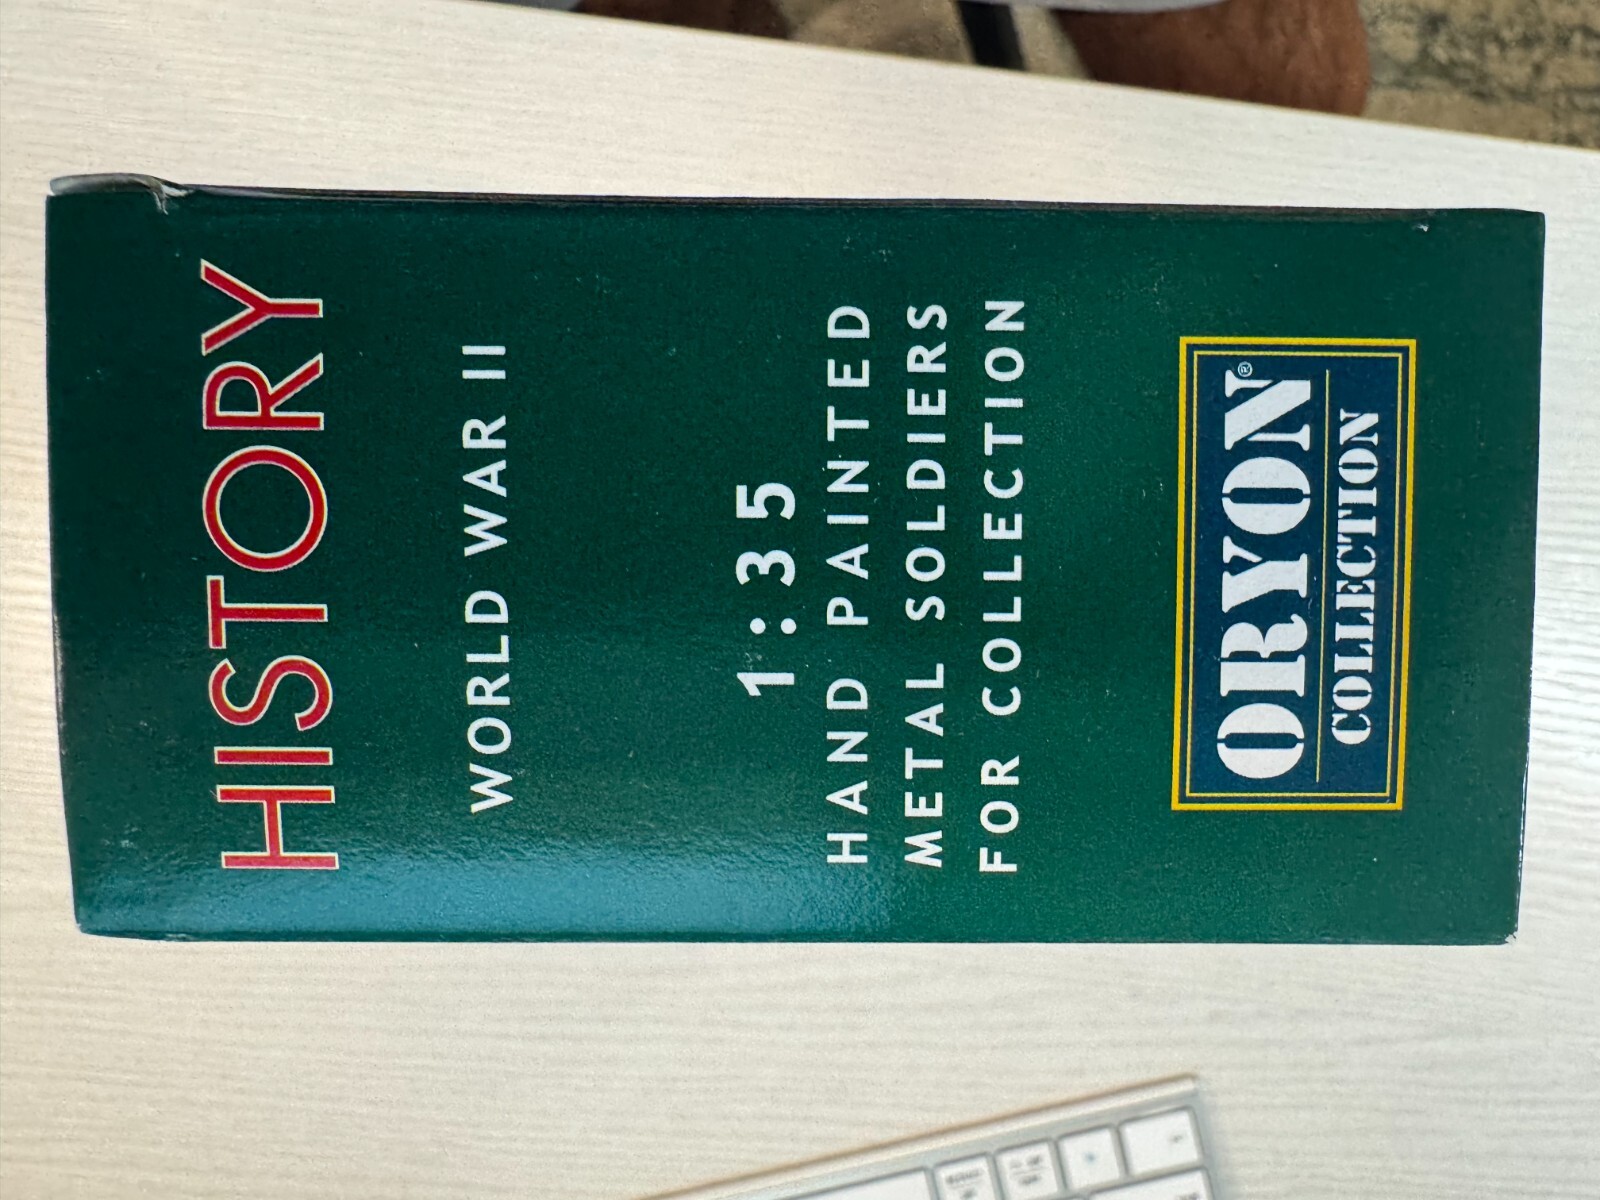 HISTORY
WORLD WAR II
1:35
HAND PAINTED
METAL SOLDIERS
FOR COLLECTION
ORYON®
COLLECTION